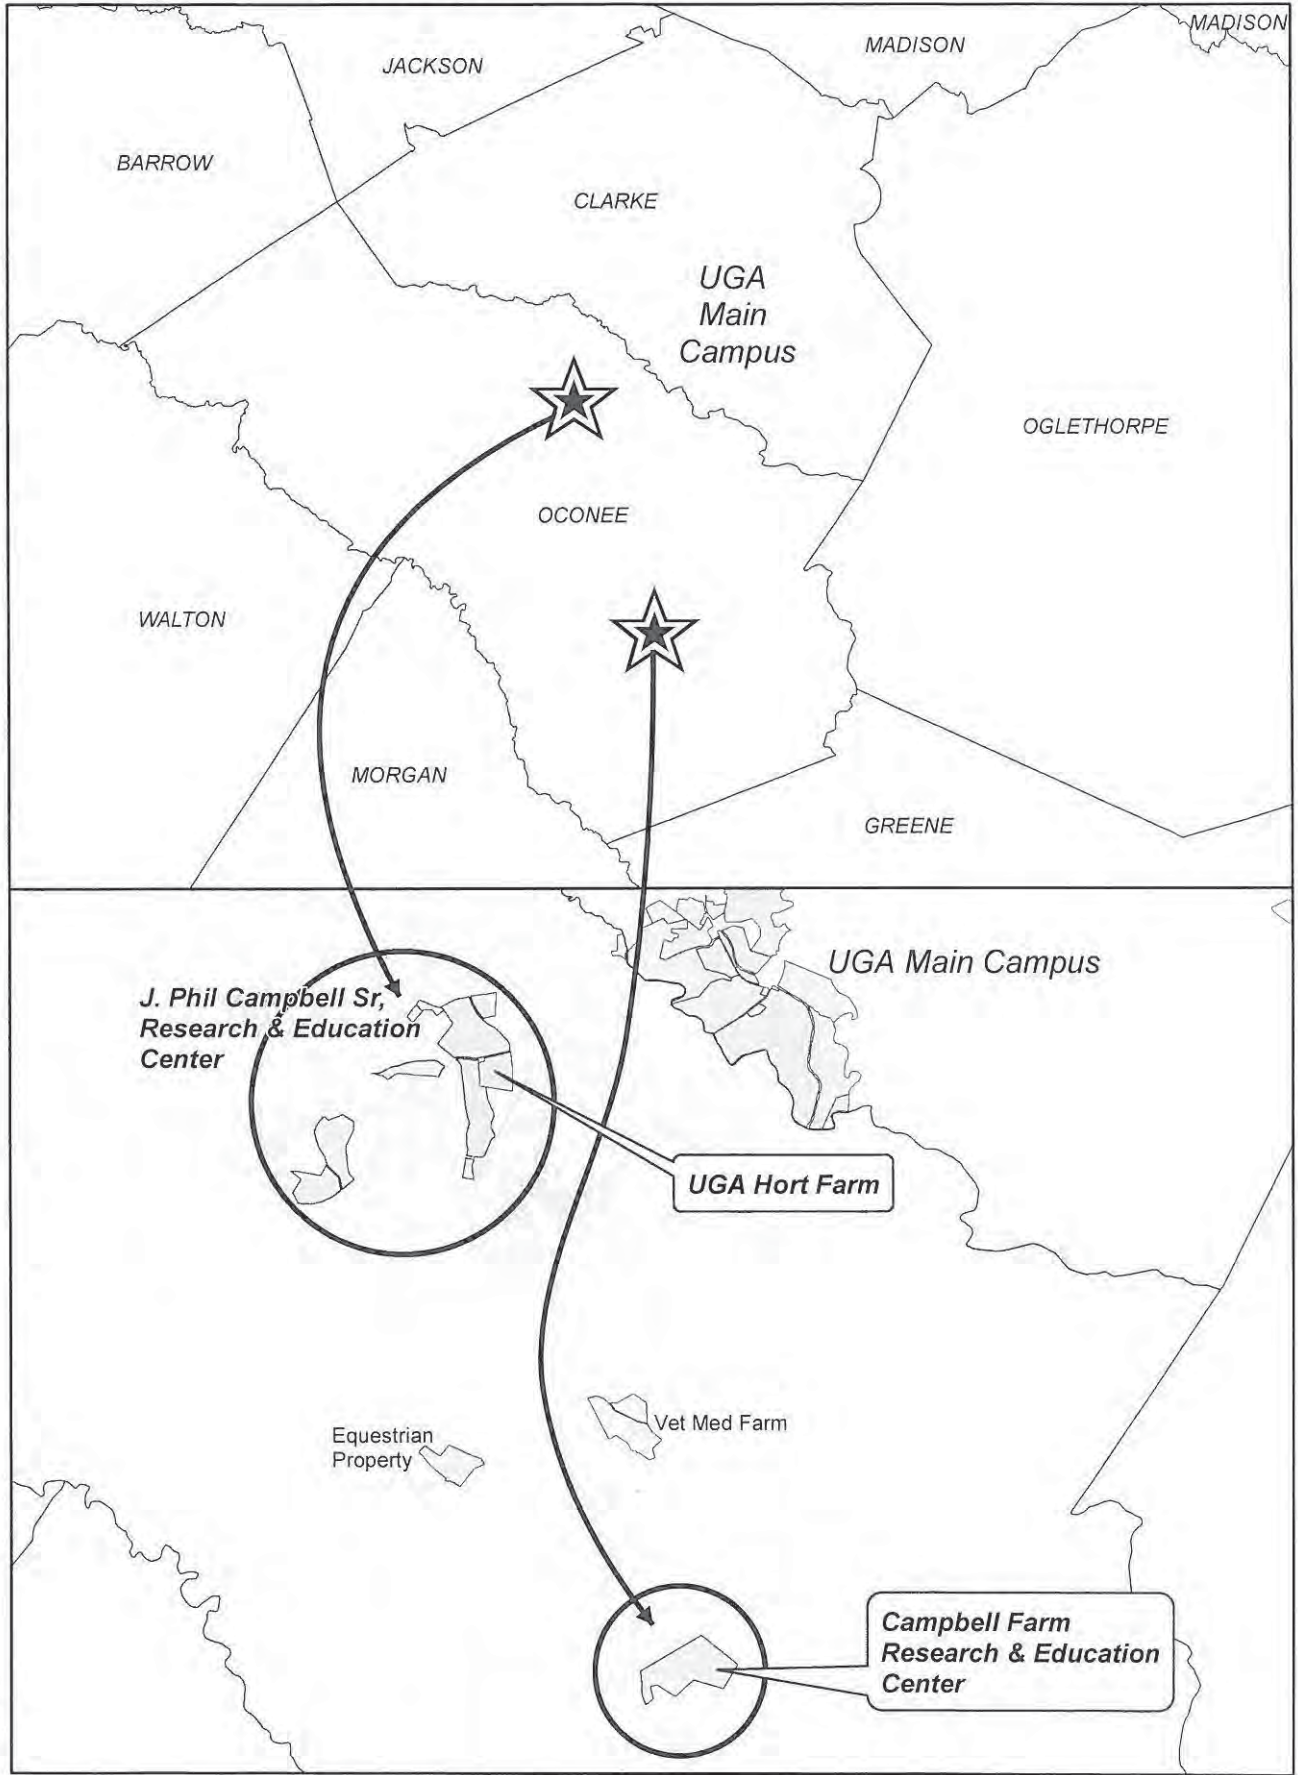 MADISON
MADISON
JACKSON
BARROW
CLARKE
UGA
Main
Campus
OGLETHORPE
OCONEE
WALTON
MORGAN
GREENE
UGA Main Campus
J. Phil Campbell Sr,
Research & Education
Center
UGA Hort Farm
Vet Med Farm
Equestrian
Property
Campbell Farm
Research & Education
Center